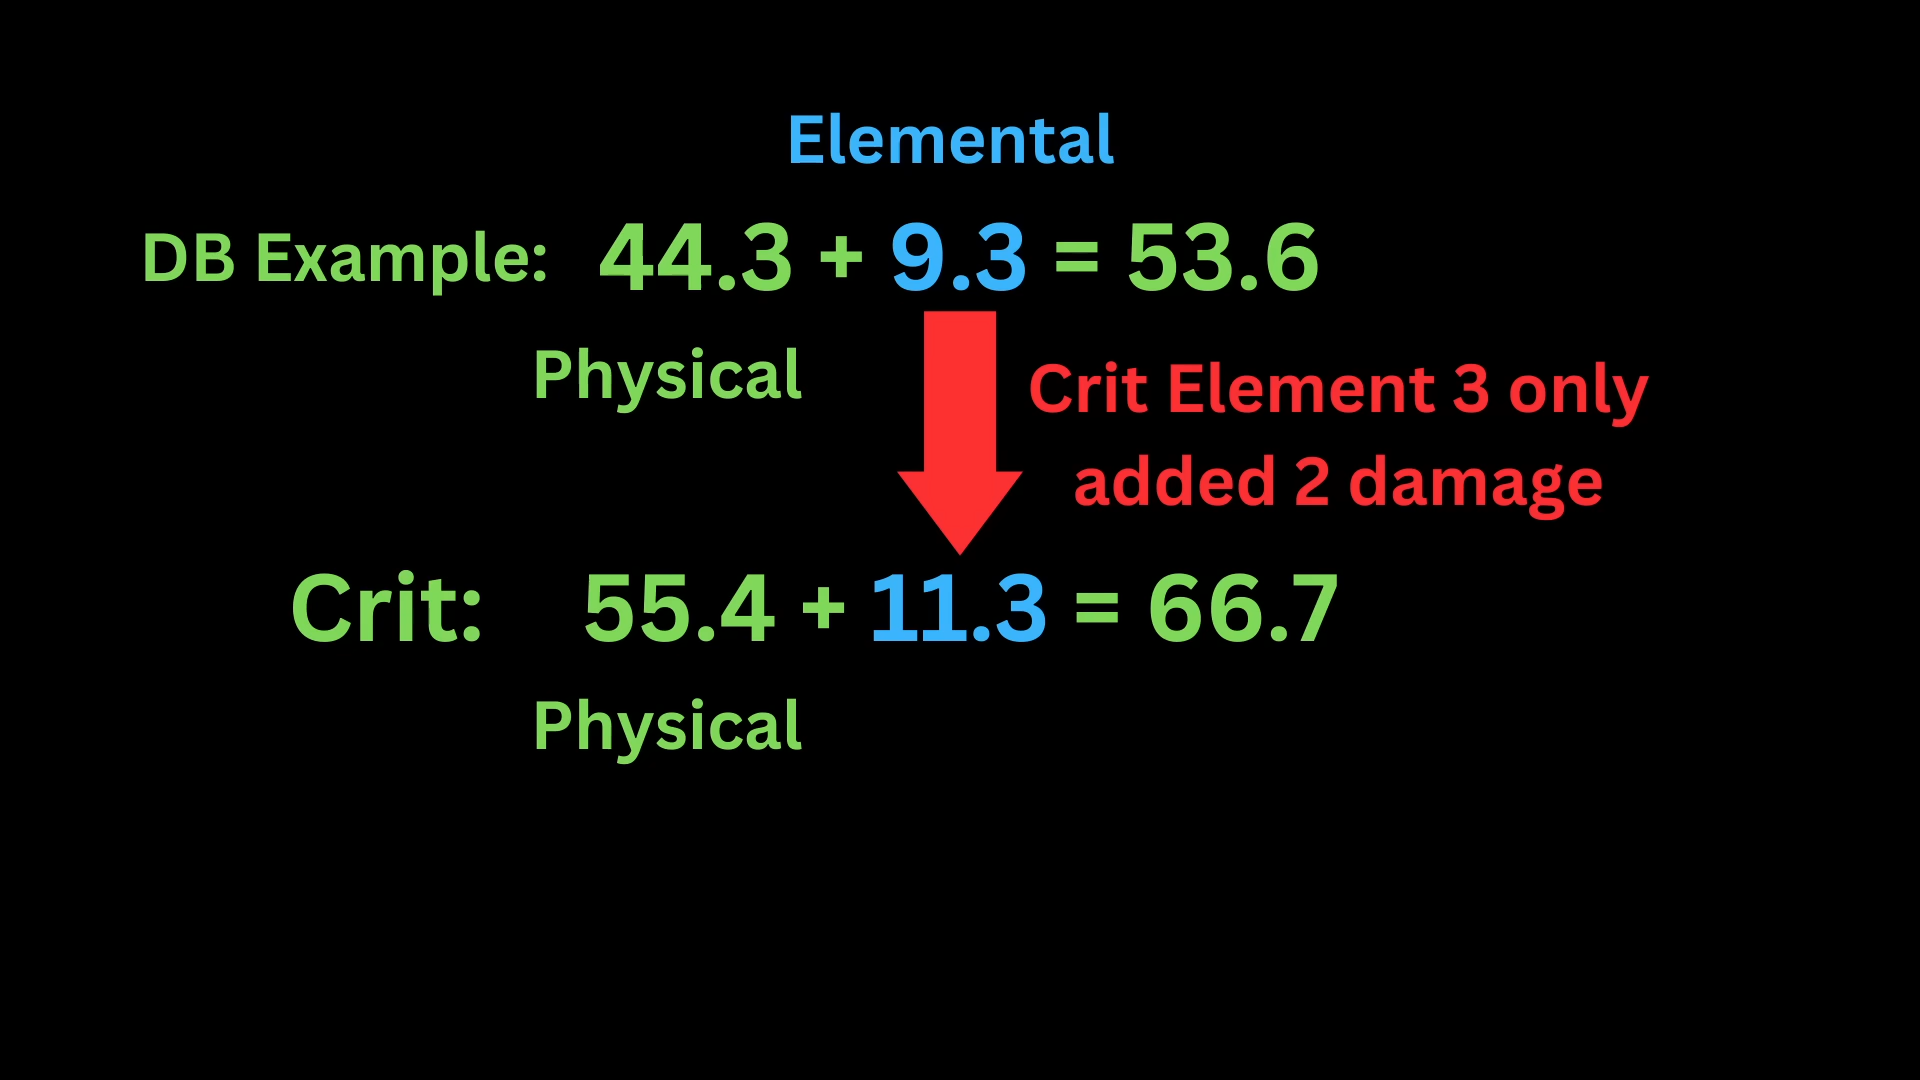 Elemental
DB Example: 44.3 + 9.3 = 53.6
Physical
Crit Element 3 only
added 2 damage
Crit: 55.4 + 11.3 = 66.7
Physical